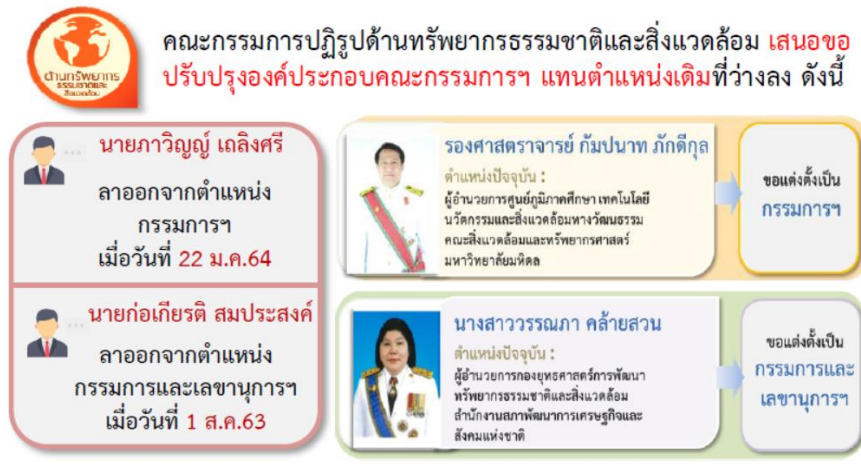 ด้านทรัพยากร
ธรรมชาติและ
สิ่งแวดล้อม
คณะกรรมการปฏิรูปด้านทรัพยากรธรรมชาติและสิ่งแวดล้อม เสนอขอ
ปรับปรุงองค์ประกอบคณะกรรมการฯ แทนตำแหน่งเดิมที่ว่างลง ดังนี้
นายภาวิญญ์ เถลิงศรี
ลาออกจากตำแหน่ง
กรรมการฯ
เมื่อวันที่ 22 ม.ค.64
รองศาสตราจารย์ กัมปนาท ภักดีกุล
ตำแหน่งปัจจุบัน :
ผู้อำนวยการศูนย์ภูมิภาคศึกษา เทคโนโลยี
นวัตกรรมและสิ่งแวดล้อมทางวัฒนธรรม
คณะสิ่งแวดล้อมและทรัพยากรศาสตร์
มหาวิทยาลัยมหิดล
ขอแต่งตั้งเป็น
กรรมการฯ
นายก่อเกียรติ สมประสงค์
ลาออกจากตำแหน่ง
กรรมการและเลขานุการฯ
เมื่อวันที่ 1 ส.ค.63
นางสาววรรณภา คล้ายสวน
ตำแหน่งปัจจุบัน :
ผู้อำนวยการกองยุทธศาสตร์การพัฒนา
ทรัพยากรธรรมชาติและสิ่งแวดล้อม
สำนักงานสภาพัฒนาการเศรษฐกิจและ
สังคมแห่งชาติ
ขอแต่งตั้งเป็น
กรรมการและ
เลขานุการฯ